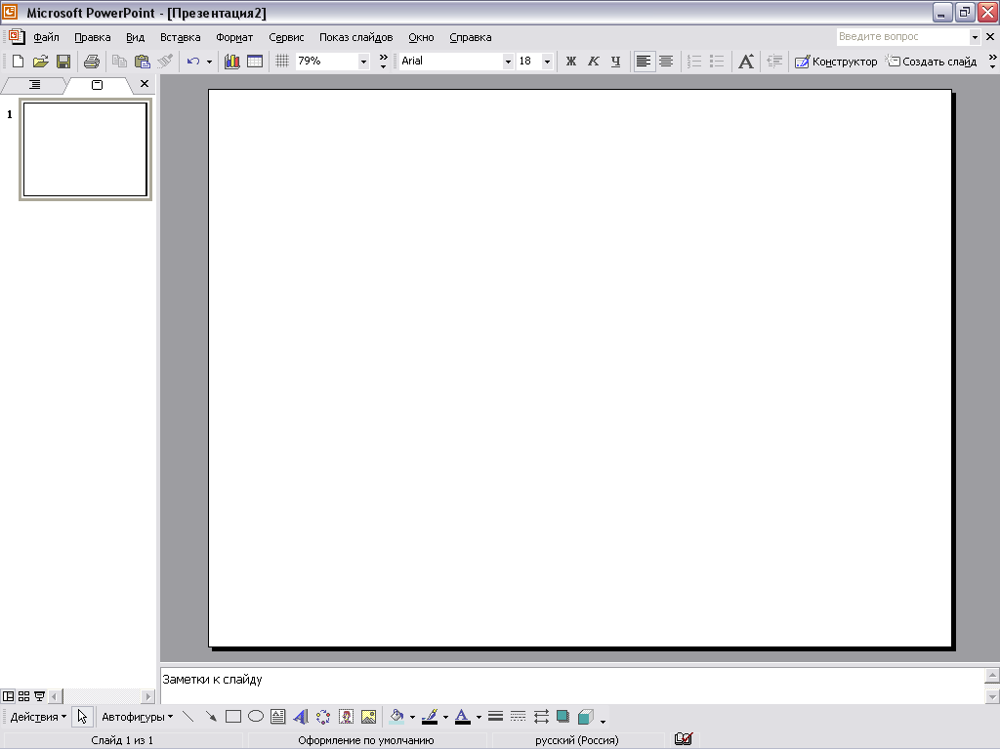 Microsoft PowerPoint - [Презентация2]
Файл Правка Вид Вставка Формат Сервис Показ слайдов Окно Справка Введите вопрос
79% Arial 18 Ж К Ч А Конструктор Создать слайд
1
Заметки к слайду
Действия Автофигуры А
Слайд 1 из 1 Оформление по умолчанию русский (Россия)